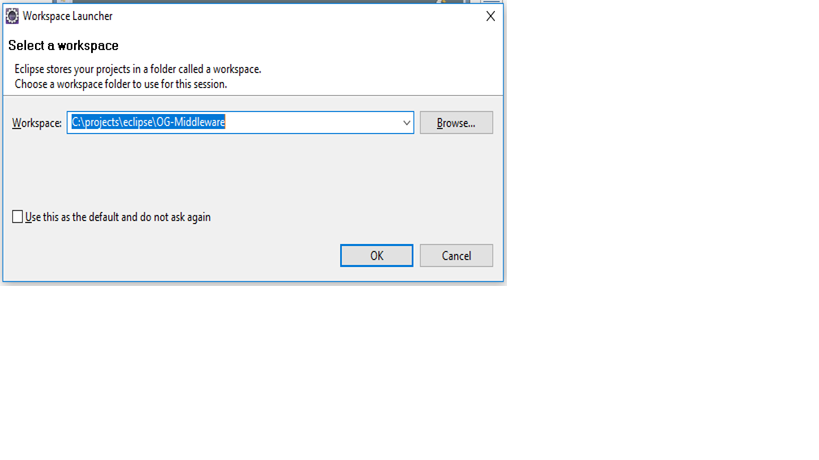 Workspace Launcher
Select a workspace
Eclipse stores your projects in a folder called a workspace.
Choose a workspace folder to use for this session.
Workspace: C:\projects\eclipse\OG-Middleware Browse...
Use this as the default and do not ask again
OK Cancel